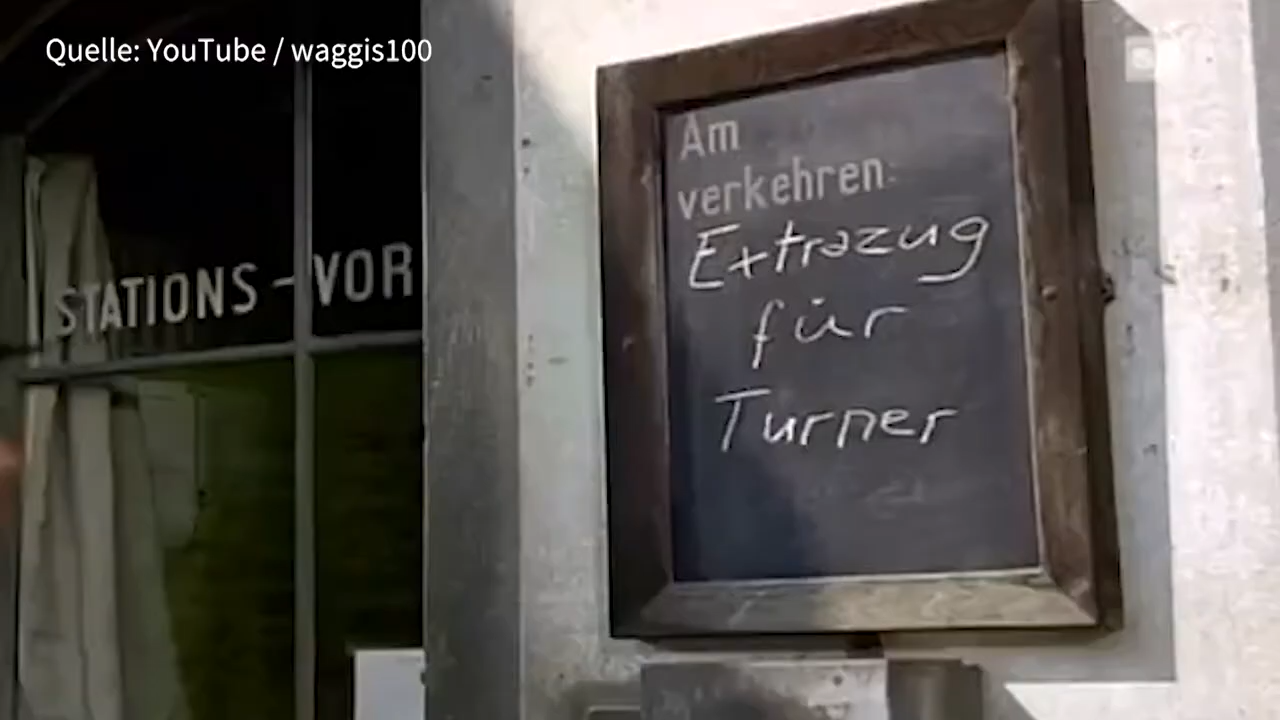 Quelle: YouTube / waggis100
STATIONS-VOR
Am
verkehren:
Extrazug
für
Turner